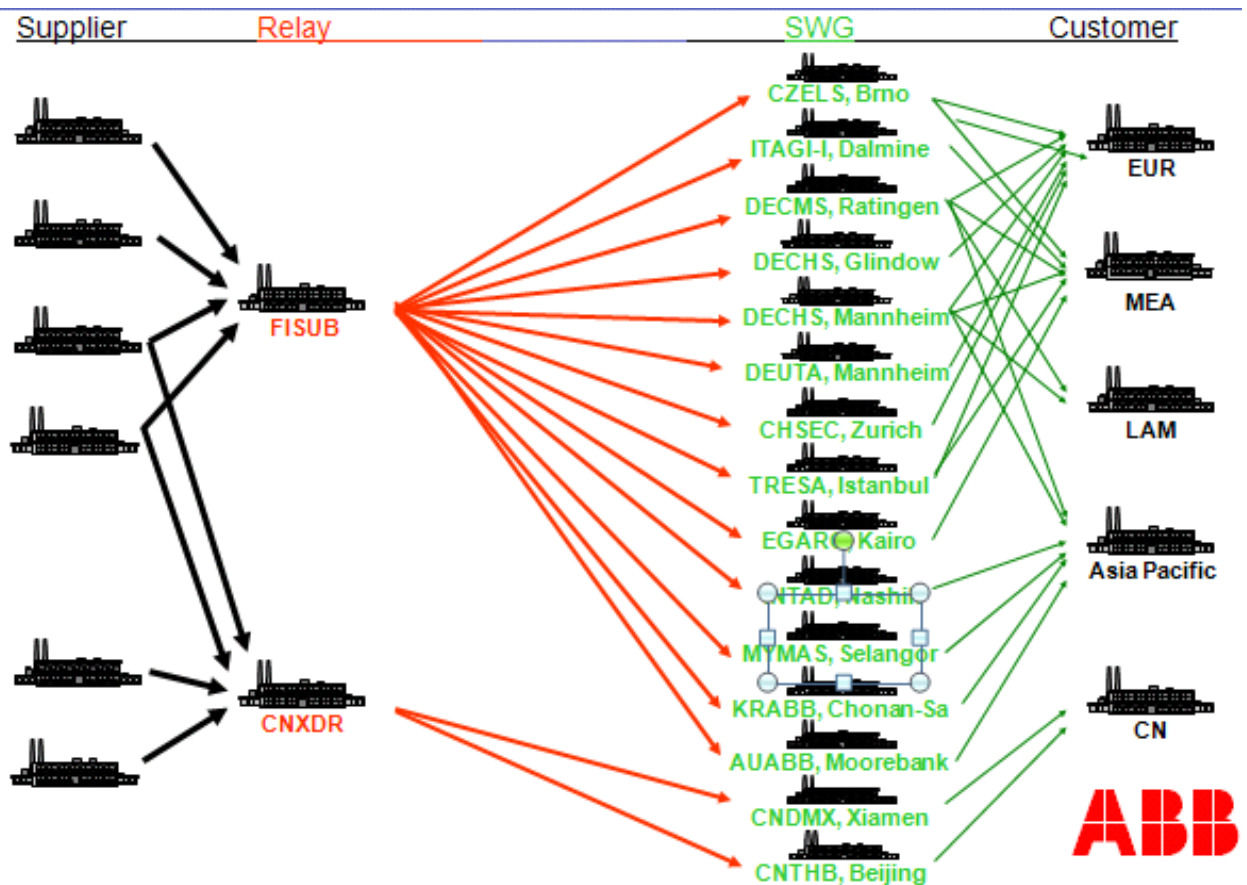 Supplier
Relay
SWG
Customer
CZELS, Brno
ITAGI-I, Dalmine
DECMS, Ratingen
DECHS, Glindow
DECHS, Mannheim
DEUTA, Mannheim
CHSEC, Zurich
TRESA, Istanbul
Kairo
MYMAS, Selangor
KRABB, Chonan-Sa
AUABB, Moorebank
CNDMX, Xiamen
CNTHB, Beijing
FISUB
CNXDR
EUR
MEA
LAM
Asia Pacific
CN
ABB